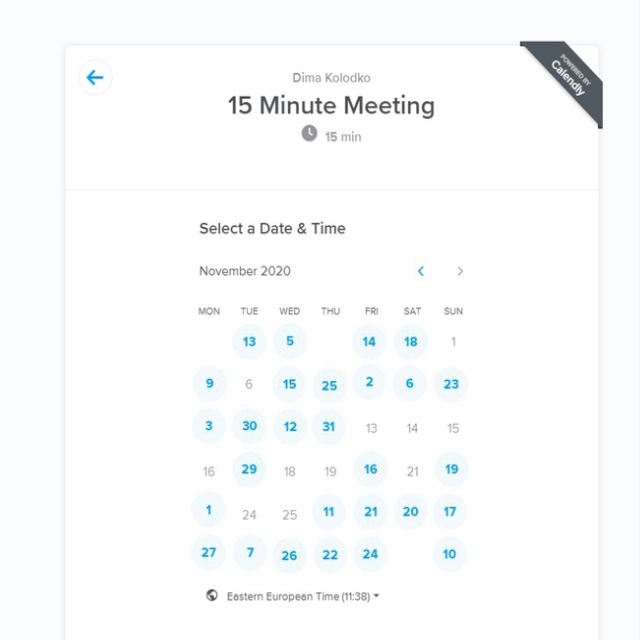 POWERED BY
Calendly
Dima Kolodko
15 Minute Meeting
15 min
Select a Date & Time
November 2020
MON TUE WED THU FRI SAT SUN
13 5 14 18 1
9 6 15 25 2 6 23
3 30 12 31 13 14 15
16 29 18 19 16 21 19
1 24 25 11 21 20 17
27 7 26 22 24 10
Eastern European Time (11:38)